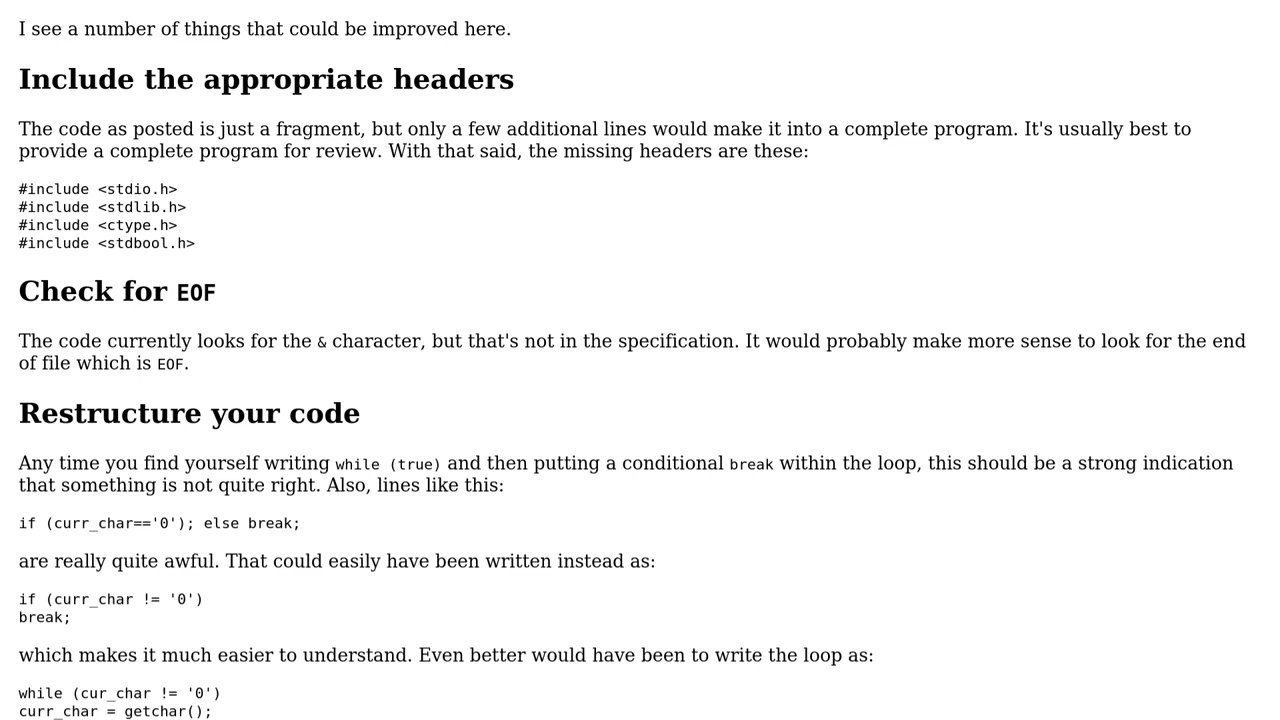 I see a number of things that could be improved here.
Include the appropriate headers
The code as posted is just a fragment, but only a few additional lines would make it into a complete program. It's usually best to
provide a complete program for review. With that said, the missing headers are these:
#include <stdio.h>
#include <stdlib.h>
#include <ctype.h>
#include <stdbool.h>
Check for EOF
The code currently looks for the & character, but that's not in the specification. It would probably make more sense to look for the end
of file which is EOF.
Restructure your code
Any time you find yourself writing while (true) and then putting a conditional break within the loop, this should be a strong indication
that something is not quite right. Also, lines like this:
if (curr_char=='0'); else break;
are really quite awful. That could easily have been written instead as:
if (curr_char != '0')
break;
which makes it much easier to understand. Even better would have been to write the loop as:
while (cur_char != '0')
curr_char = getchar();